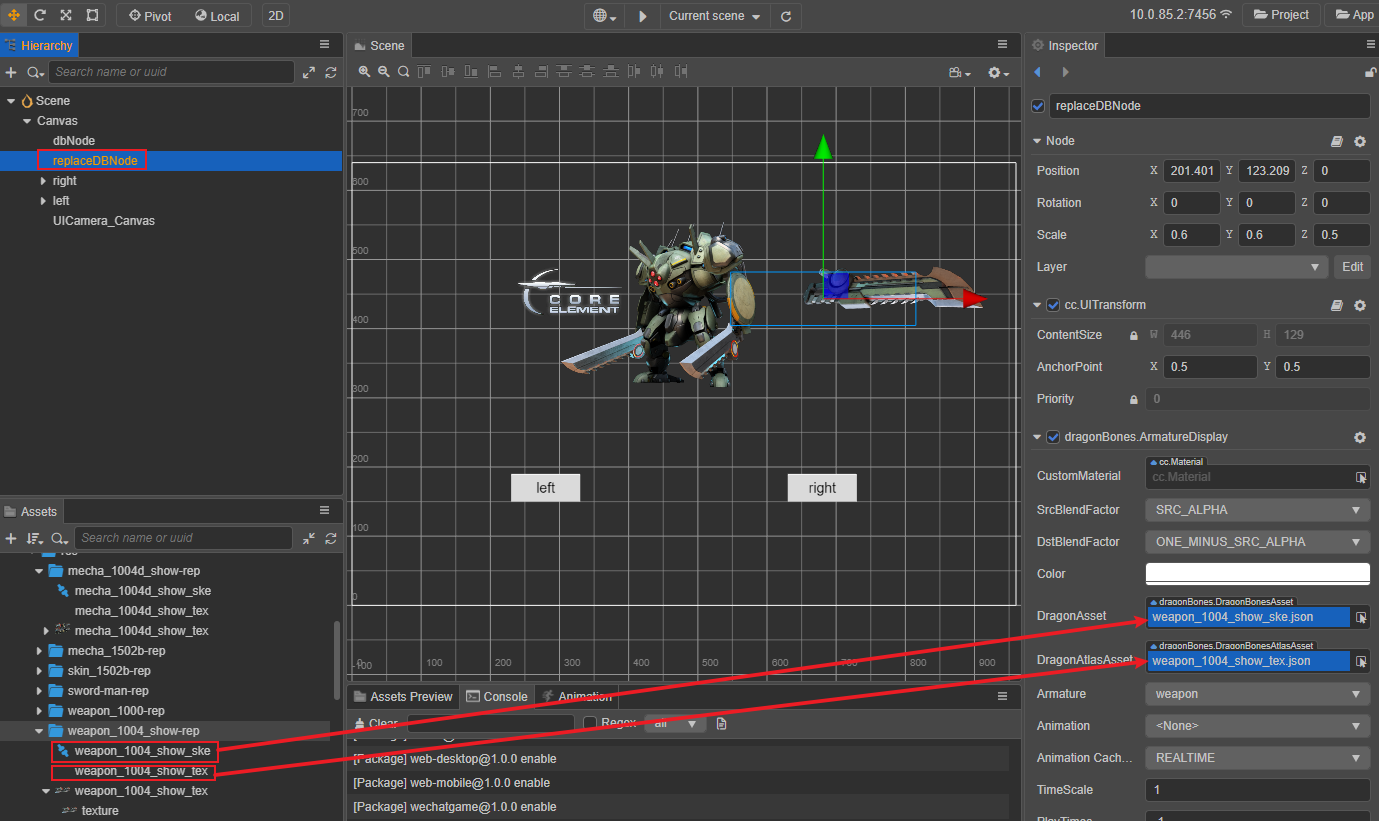 Pivot Local 2D Current scene 10.0.85.2:7456 Project App
Hierarchy
Search name or uuid
Scene
Canvas
dbNode
replaceDBNode
right
left
UICamera_Canvas
Assets
Search name or uuid
mecha_1004d_show-rep
mecha_1004d_show_ske
mecha_1004d_show_tex
mecha_1004d_show_tex
mecha_1502b-rep
skin_1502b-rep
sword-man-rep
weapon_1000-rep
weapon_1004_show-rep
weapon_1004_show_ske
weapon_1004_show_tex
weapon_1004_show_tex
texture
Scene
700
600
500
400
300
200
100
0
-100 0 100 200 300 400 500 600 700 800 900
CORE
ELEMENT
left
right
Assets Preview Console Animation
Clear Regex all
[Package] web-desktop@1.0.0 enable
[Package] web-mobile@1.0.0 enable
[Package] wechatgame@1.0.0 enable
Inspector
replaceDBNode
Node
Position X 201.401 Y 123.209 Z 0
Rotation X 0 Y 0 Z 0
Scale X 0.6 Y 0.6 Z 0.5
Layer Edit
cc.UITransform
ContentSize W 446 H 129
AnchorPoint X 0.5 Y 0.5
Priority 0
dragonBones.ArmatureDisplay
cc.Material
CustomMaterial cc.Material
SrcBlendFactor SRC_ALPHA
DstBlendFactor ONE_MINUS_SRC_ALPHA
Color
dragonBones.DragonBonesAsset
DragonAsset weapon_1004_show_ske.json
dragonBones.DragonBonesAtlasAsset
DragonAtlasAsset weapon_1004_show_tex.json
Armature weapon
Animation <None>
Animation Cach... REALTIME
TimeScale 1
PlayTimes -1